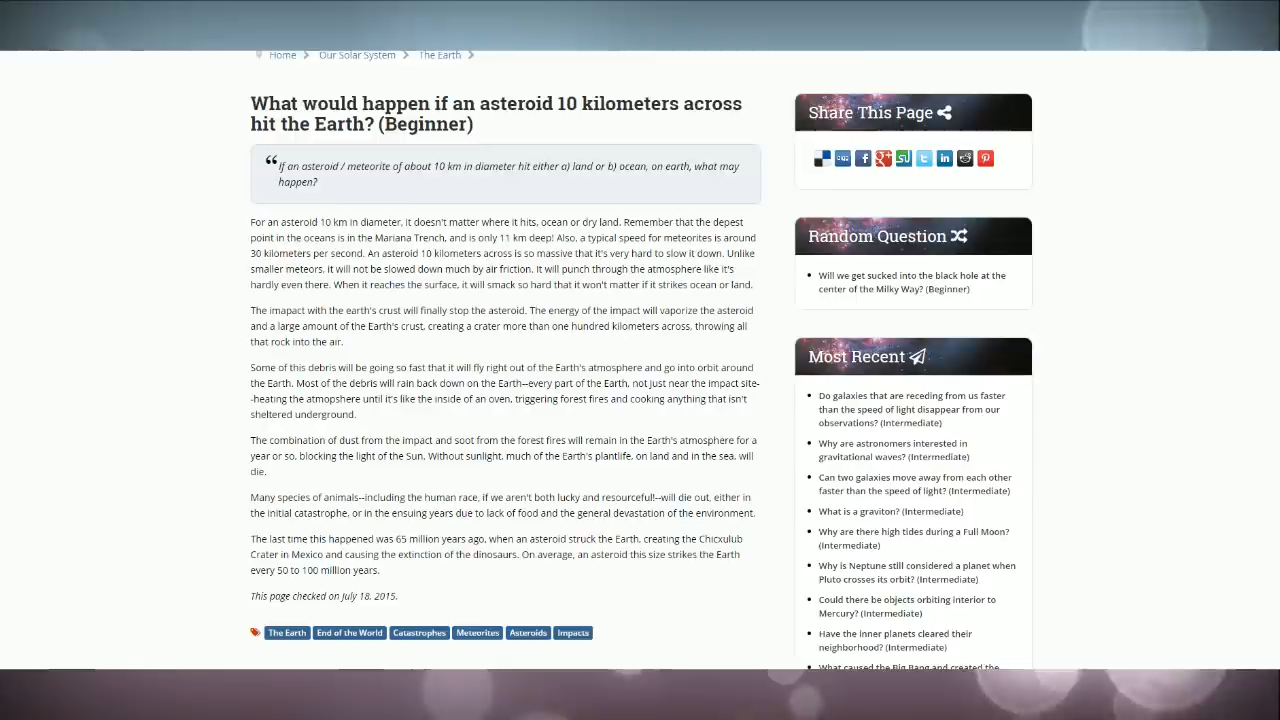 Home
Our Solar System
The Earth
What would happen if an asteroid 10 kilometers across
hit the Earth? (Beginner)
“If an asteroid / meteorite of about 10 km in diameter hit either a) land or b) ocean, on earth, what may
happen?
For an asteroid 10 km in diameter, it doesn't matter where it hits, ocean or dry land. Remember that the depest
point in the oceans is in the Mariana Trench, and is only 11 km deep! Also, a typical speed for meteorites is around
30 kilometers per second. An asteroid 10 kilometers across is so massive that it's very hard to slow it down. Unlike
smaller meteors, it will not be slowed down much by air friction. It will punch through the atmosphere like it's
hardly even there. When it reaches the surface, it will smack so hard that it won't matter if it strikes ocean or land.
The imapact with the earth's crust will finally stop the asteroid. The energy of the impact will vaporize the asteroid
and a large amount of the Earth's crust, creating a crater more than one hundred kilometers across, throwing all
that rock into the air.
Some of this debris will be going so fast that it will fly right out of the Earth's atmosphere and go into orbit around
the Earth. Most of the debris will rain back down on the Earth--every part of the Earth, not just near the impact site-
-heating the atmopshere until it's like the inside of an oven, triggering forest fires and cooking anything that isn't
sheltered underground.
The combination of dust from the impact and soot from the forest fires will remain in the Earth's atmosphere for a
year or so, blocking the light of the Sun. Without sunlight, much of the Earth's plantlife, on land and in the sea, will
die.
Many species of animals--including the human race, if we aren't both lucky and resourceful!--will die out, either in
the initial catastrophe, or in the ensuing years due to lack of food and the general devastation of the environment.
The last time this happened was 65 million years ago, when an asteroid struck the Earth, creating the Chicxulub
Crater in Mexico and causing the extinction of the dinosaurs. On average, an asteroid this size strikes the Earth
every 50 to 100 million years.
This page checked on July 18, 2015.
The Earth
End of the World
Catastrophes
Meteorites
Asteroids
Impacts
Share This Page
Random Question
Will we get sucked into the black hole at the
center of the Milky Way? (Beginner)
Most Recent
Do galaxies that are receding from us faster
than the speed of light disappear from our
observations? (Intermediate)
Why are astronomers interested in
gravitational waves? (Intermediate)
Can two galaxies move away from each other
faster than the speed of light? (Intermediate)
What is a graviton? (Intermediate)
Why are there high tides during a Full Moon?
(Intermediate)
Why is Neptune still considered a planet when
Pluto crosses its orbit? (Intermediate)
Could there be objects orbiting interior to
Mercury? (Intermediate)
Have the inner planets cleared their
neighborhood? (Intermediate)
What caused the Big Bang and created the